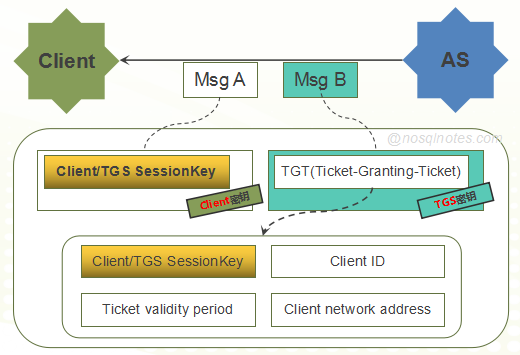 Client
AS
Msg A
Msg B
@nosqlnotes.com
Client/TGS SessionKey
TGT(Ticket-Granting-Ticket)
Client密钥
TGS密钥
Client/TGS SessionKey
Client ID
Ticket validity period
Client network address